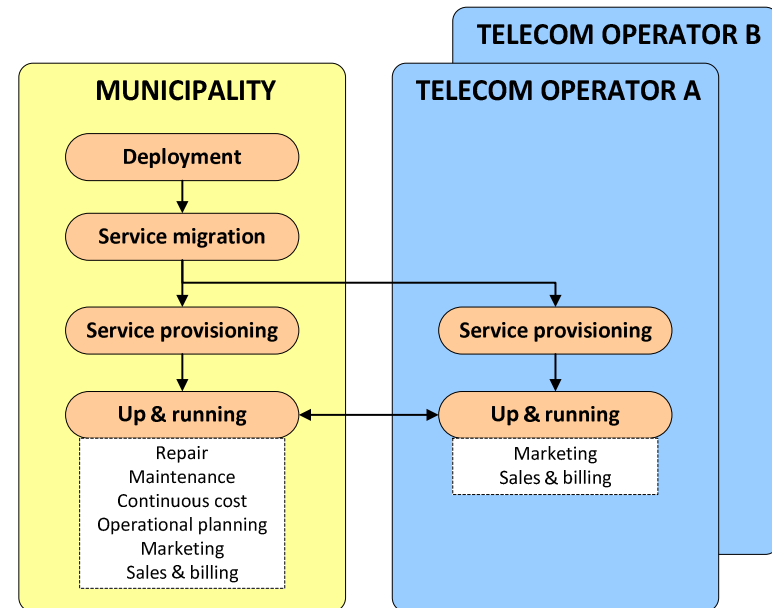 TELECOM OPERATOR B
MUNICIPALITY
TELECOM OPERATOR A
Deployment
Service migration
Service provisioning
Service provisioning
Up & running
Up & running
Repair
Maintenance
Continuous cost
Operational planning
Marketing
Sales & billing
Marketing
Sales & billing